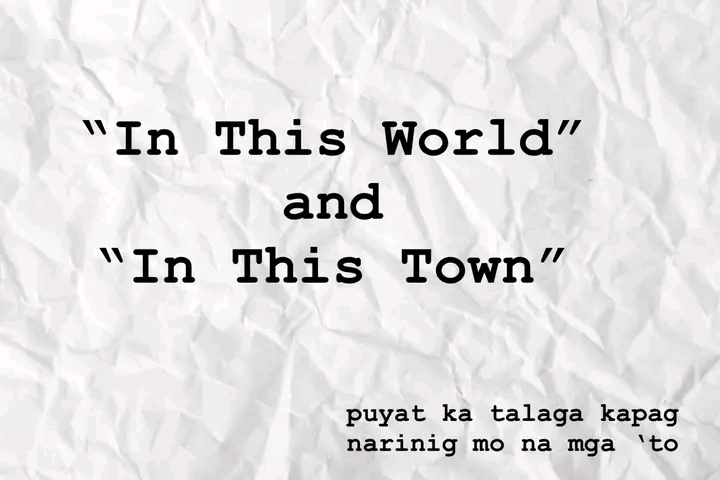 “In This World”
and
“In This Town”
puyat ka talaga kapag
narinig mo na mga ‘to